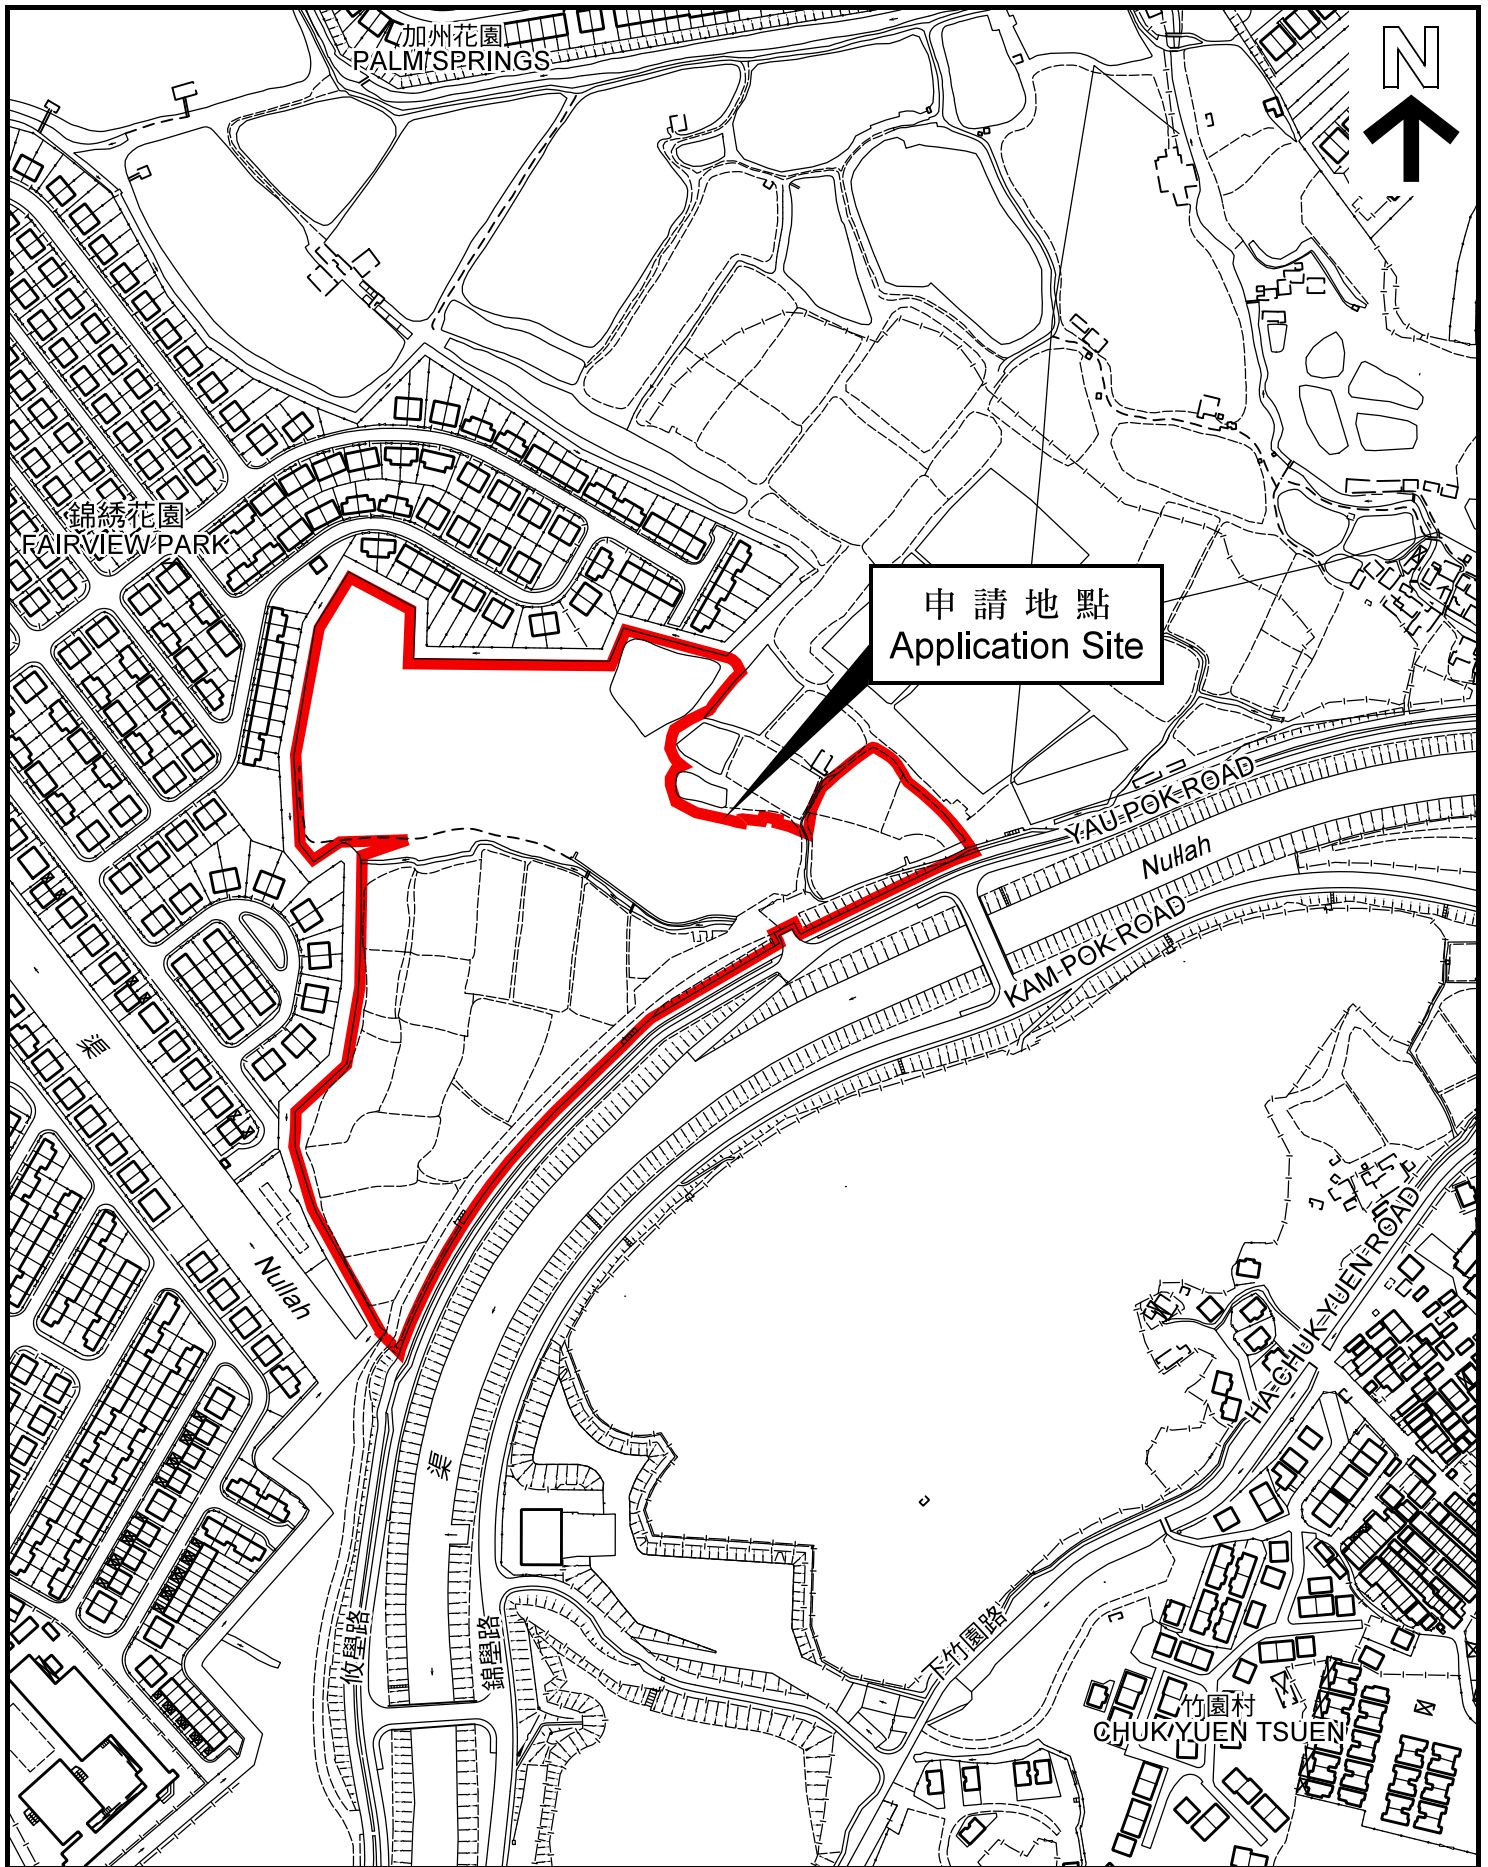 加州花園
PALM SPRINGS
N
錦綉花園
FAIRVIEW PARK
申請地點
Application Site
YAU POK ROAD
Nullah
KAM POK ROAD
渠
Nullah
HA CHUK YUEN ROAD
渠
攸壆路
錦壆路
下竹園路
竹園村
CHUK YUEN TSUEN